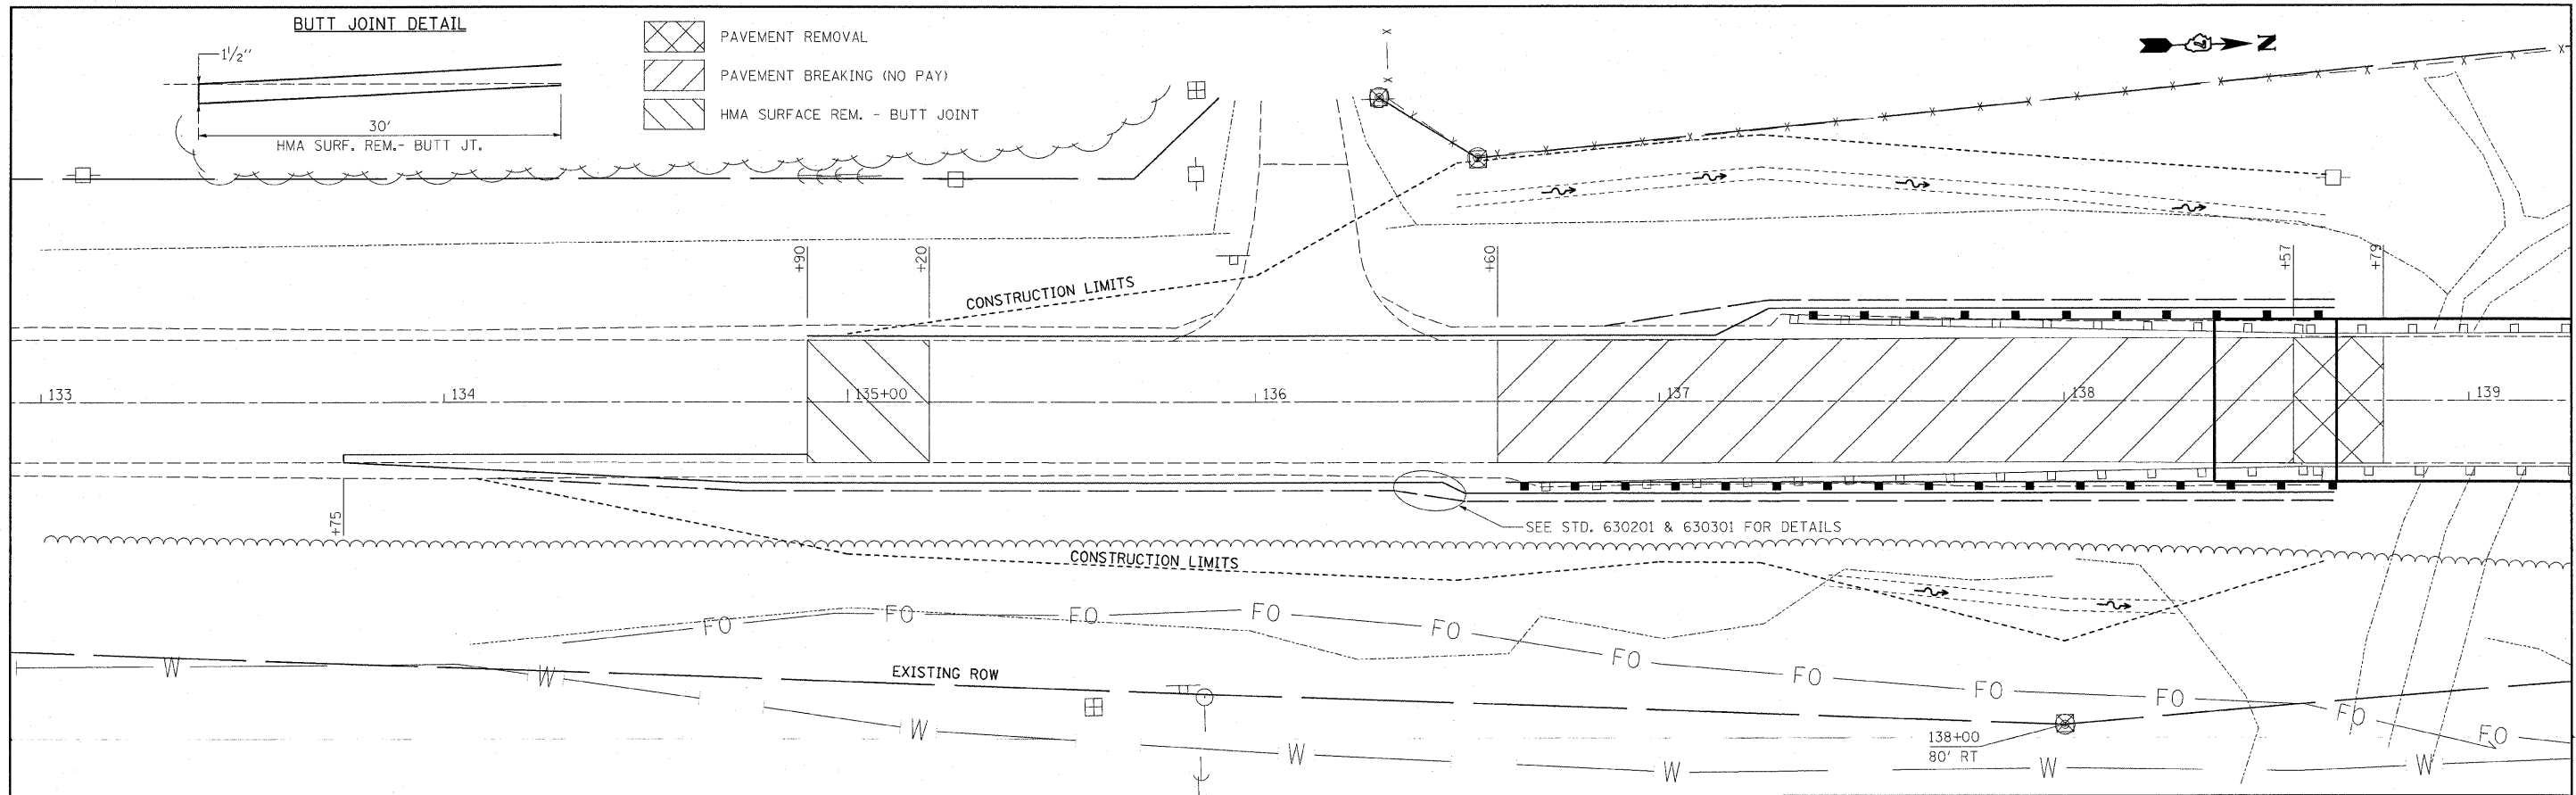 BUTT JOINT DETAIL
1½"
30'
HMA SURF. REM.- BUTT JT.
PAVEMENT REMOVAL
PAVEMENT BREAKING (NO PAY)
HMA SURFACE REM. - BUTT JOINT
N
+90
+20
+60
+57
+79
CONSTRUCTION LIMITS
133
134
135+00
136
137
138
139
+75
SEE STD. 630201 & 630301 FOR DETAILS
CONSTRUCTION LIMITS
FO FO FO FO FO FO FO FO FO FO FO
EXISTING ROW
W W W W W W W
138+00
80' RT